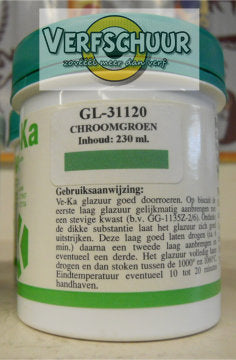 VERFSCHUUR
zoveel meer dan verf
GL-31120
CHROOMGROEN
Inhoud: 230 ml.
Ka
Gebruiksaanwijzing:
Ve-Ka glazuur goed doorroeren. Op biscuit de
eerste laag glazuur gelijkmatig aanbrengen met
een stevige kwast (b.v. GG-1135Z-2/6). Ondanks
de dikke substantie laat het glazuur zich goed
uitstrijken. Deze laag goed laten drogen (ca.
min.) daarna een tweede laag aanbrengen
eventueel een derde. Het glazuur volledig
drogen en dan stoken tussen de 1000° en 1060°
Eindtemperatuur eventueel 10 tot 20 minuten
handhaven.